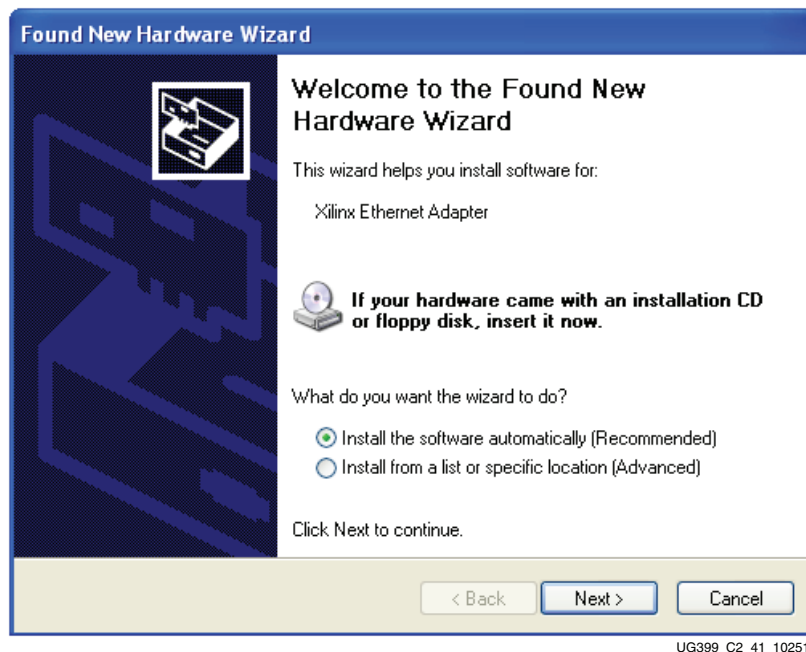 Found New Hardware Wizard
Welcome to the Found New
Hardware Wizard
This wizard helps you install software for:
Xilinx Ethernet Adapter
If your hardware came with an installation CD
or floppy disk, insert it now.
What do you want the wizard to do?
Install the software automatically (Recommended)
Install from a list or specific location (Advanced)
Click Next to continue.
< Back Next > Cancel
UG399_C2_41_10251